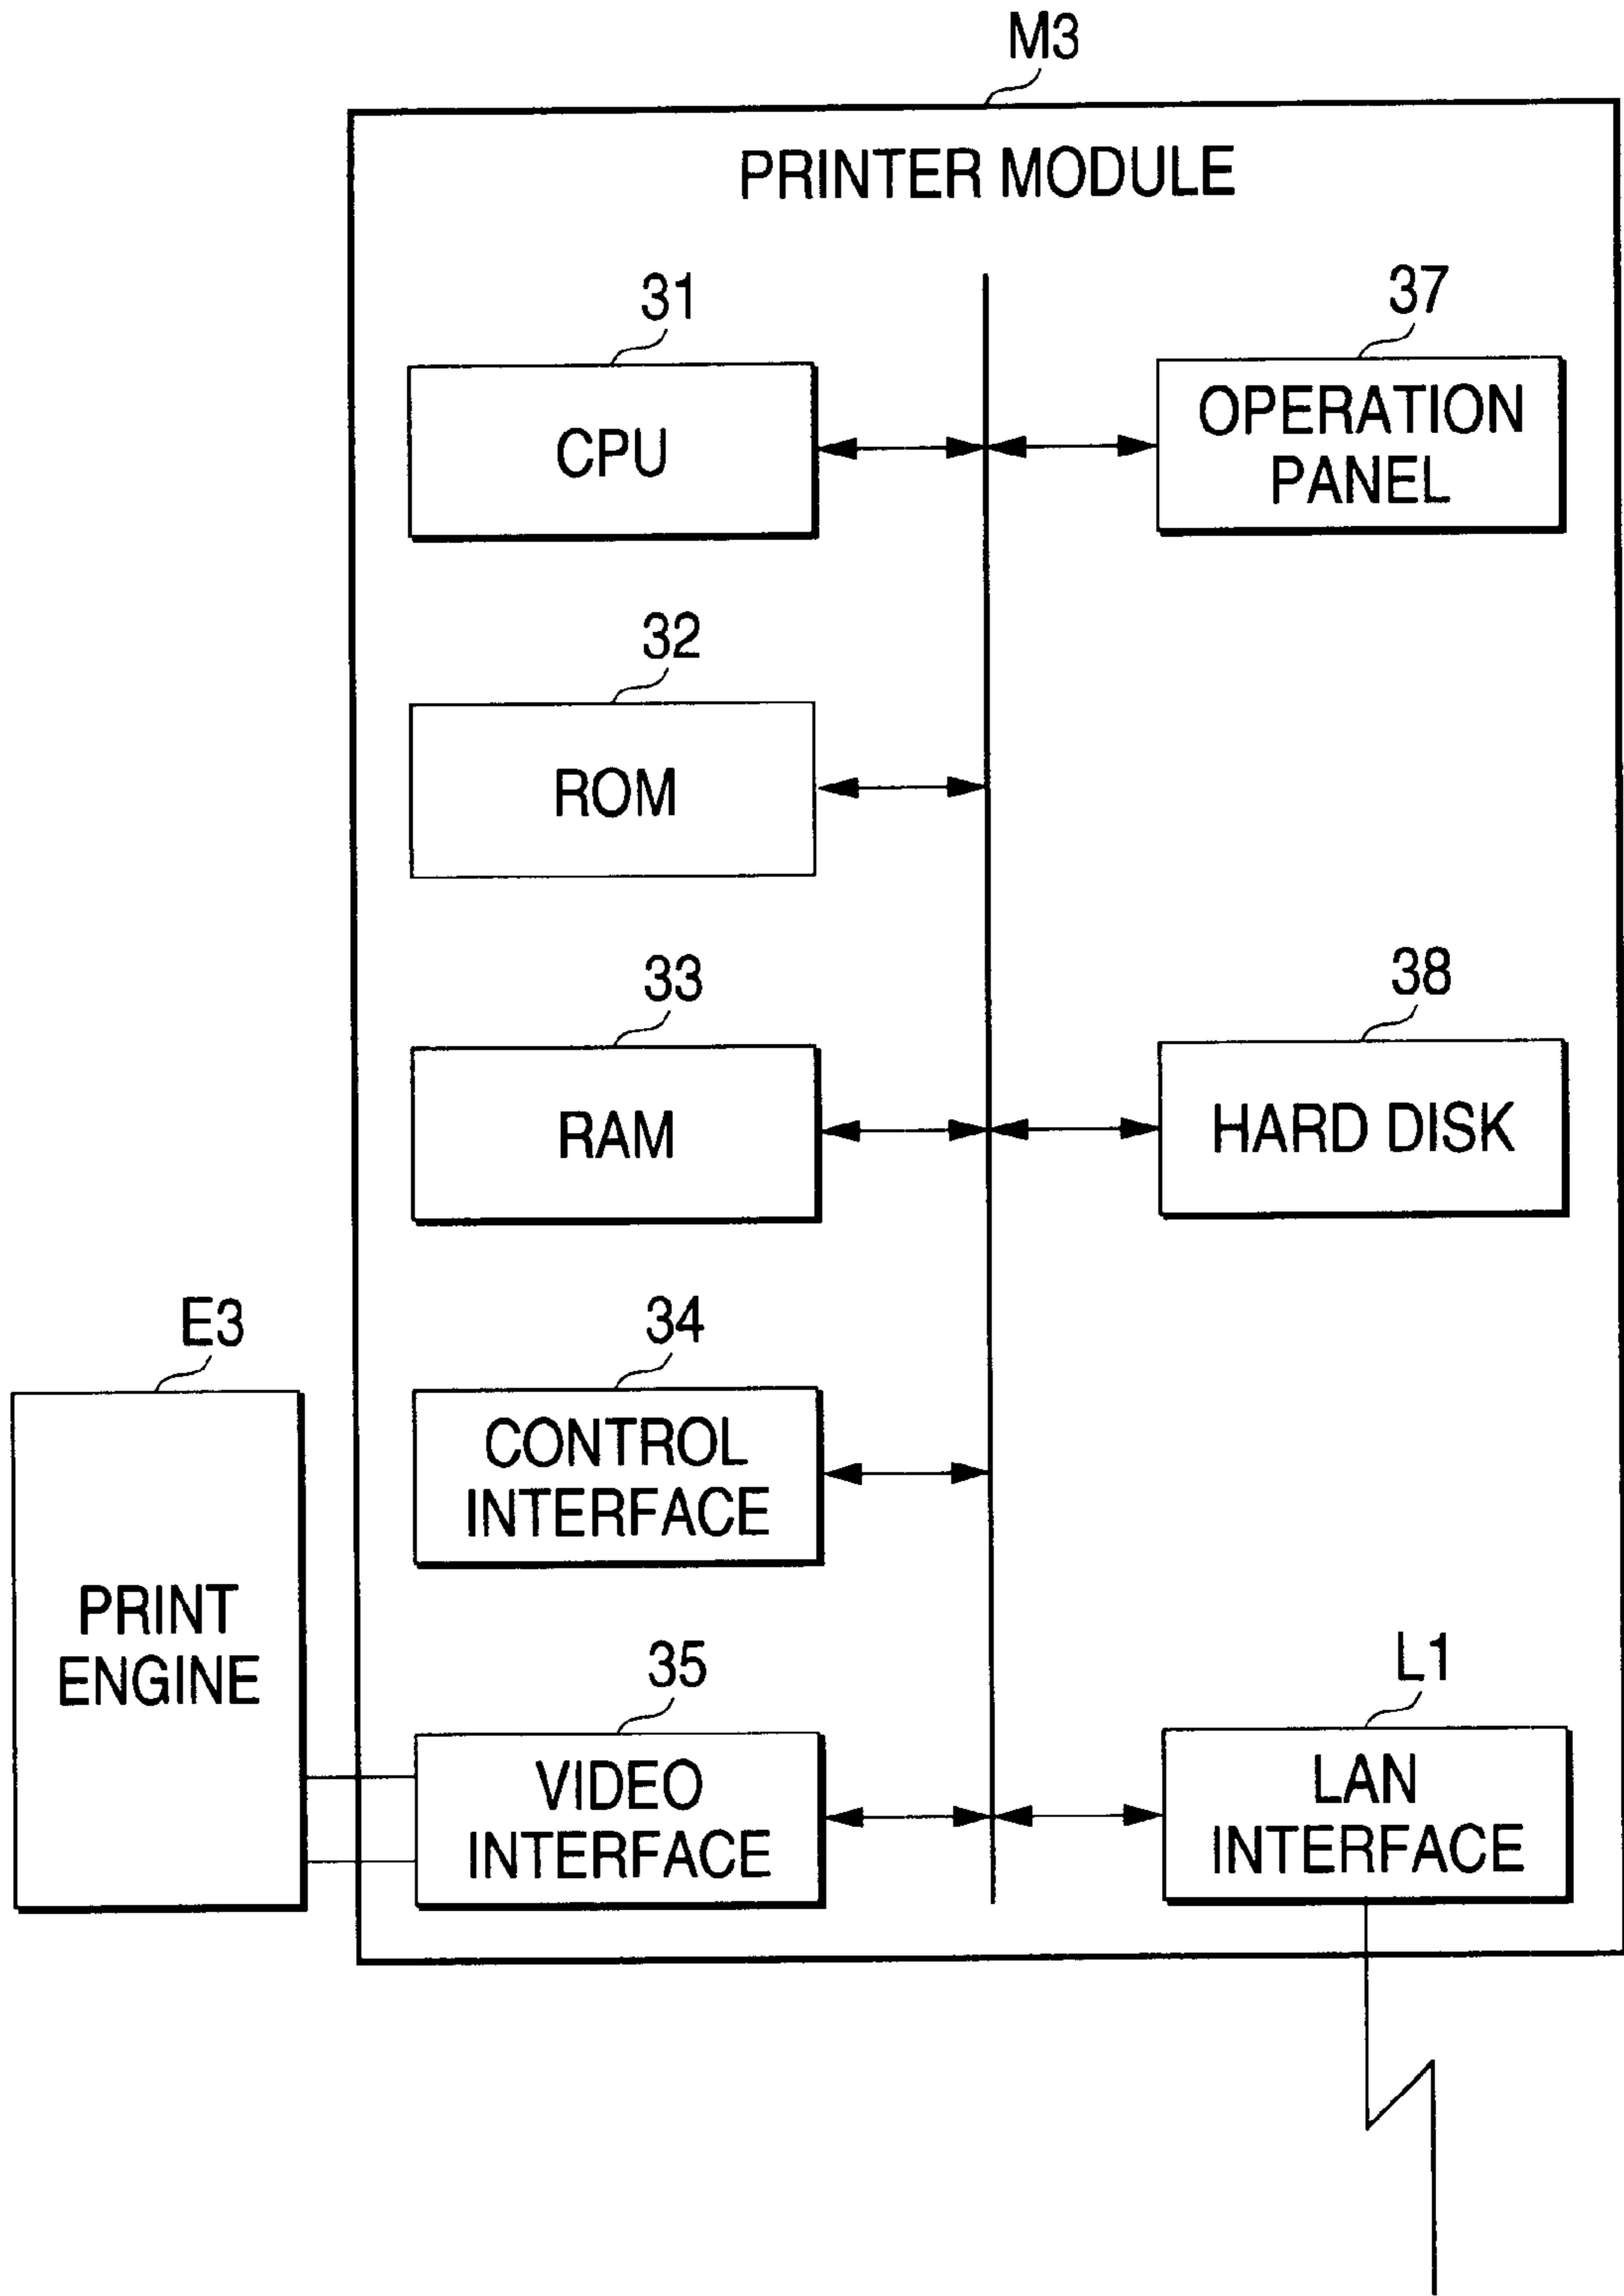 M3
PRINTER MODULE
31
CPU
37
OPERATION
PANEL
32
ROM
33
RAM
38
HARD DISK
E3
PRINT
ENGINE
34
CONTROL
INTERFACE
35
VIDEO
INTERFACE
L1
LAN
INTERFACE